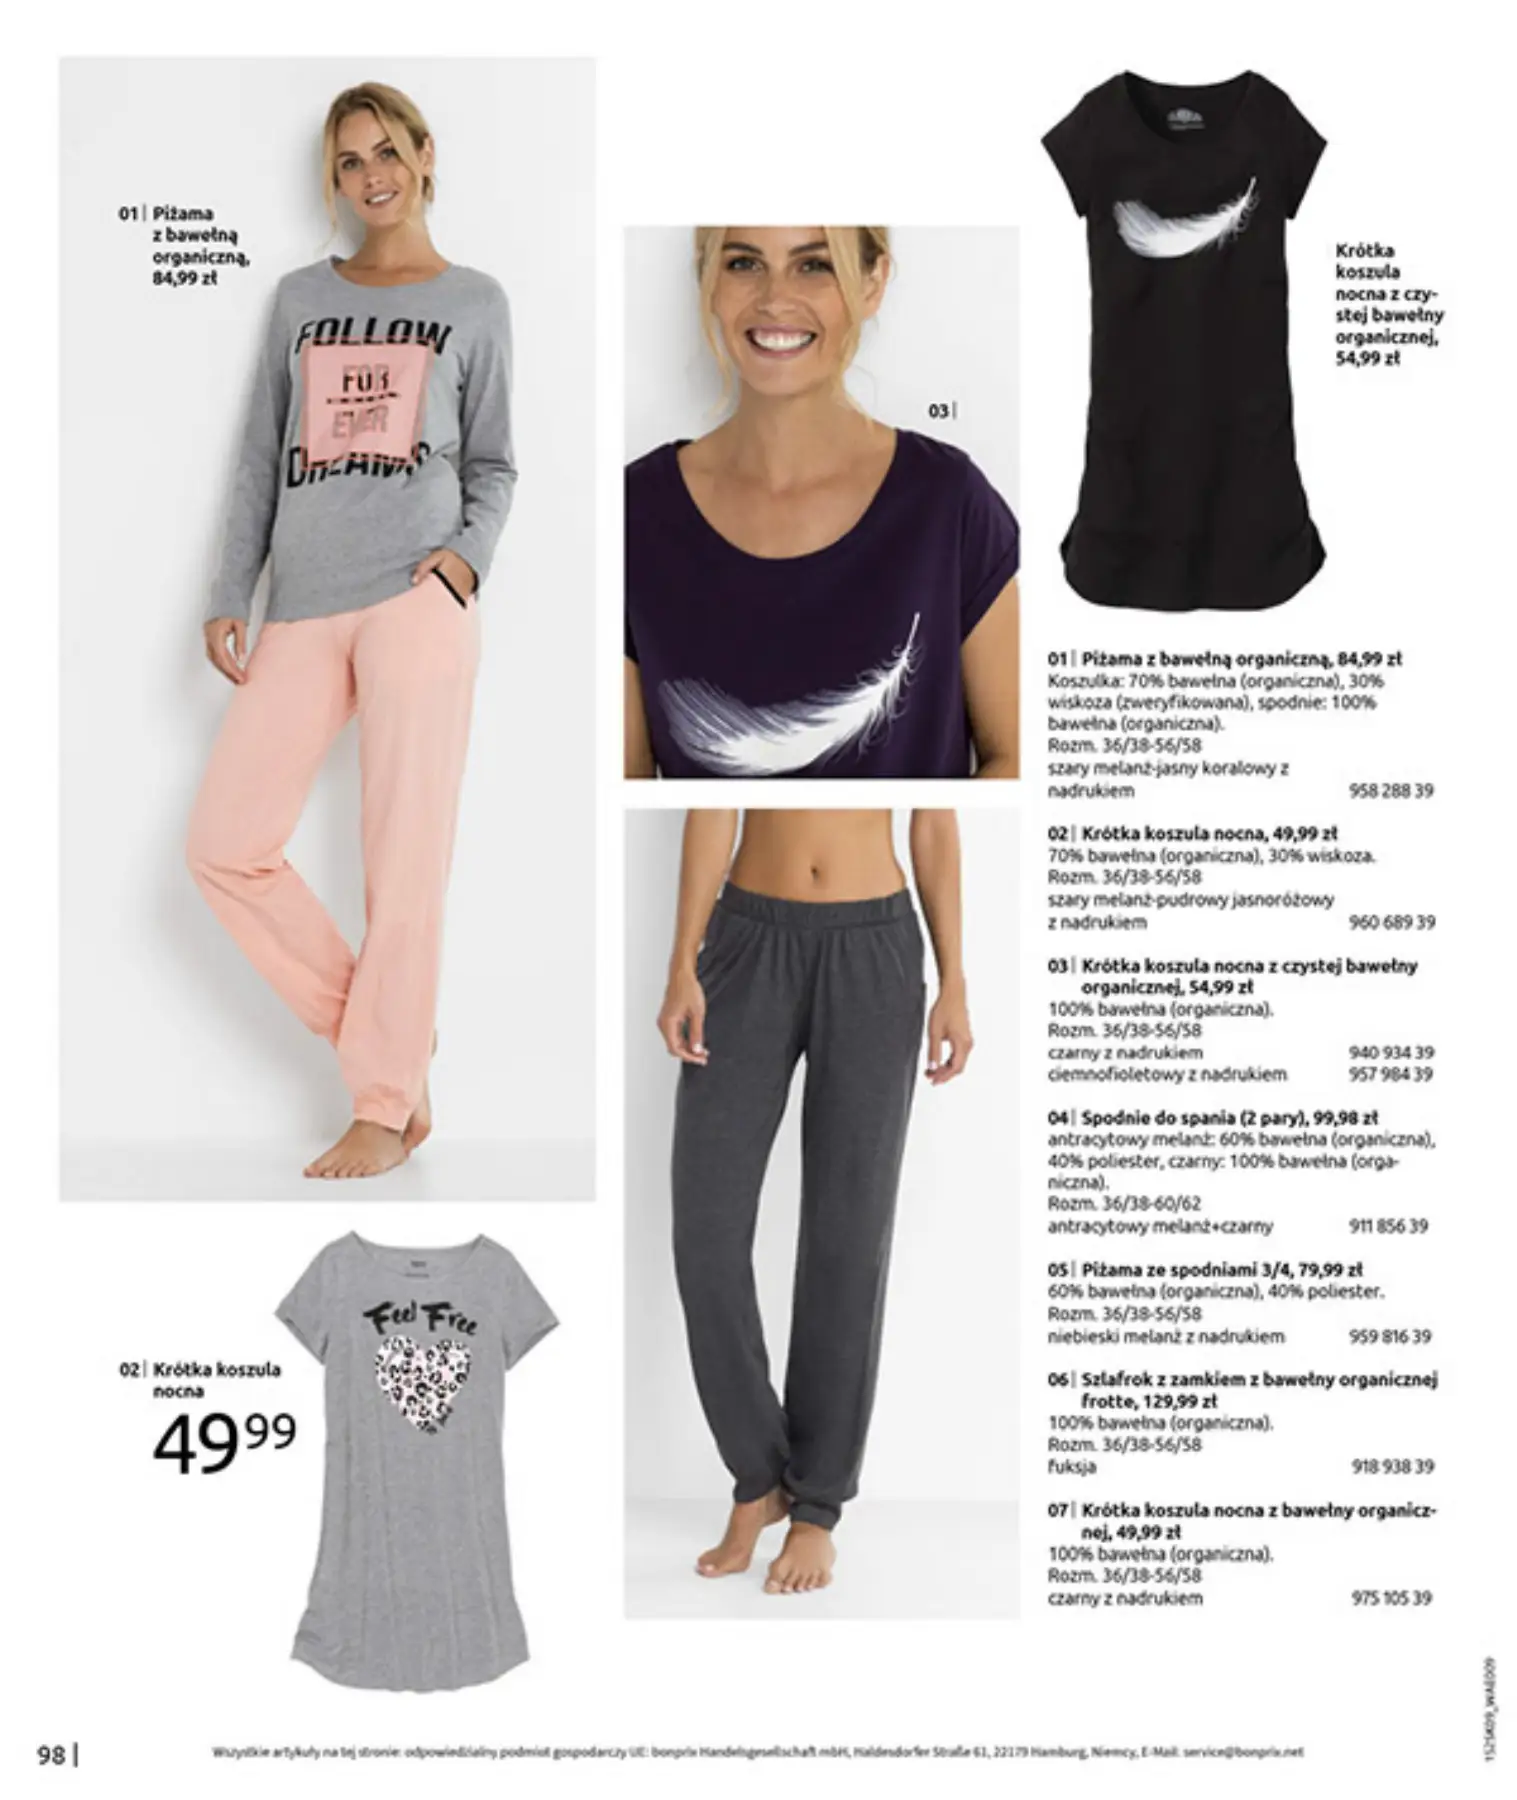 01| Piżama
z bawełną
organiczną,
84,99 zł
FOLLOW
FOR
EVER
DREAMS
03|
Krótka
koszula
nocna z czy-
stej bawełny
organicznej,
54,99 zł
02| Krótka koszula
nocna
49 99
Feel Free
01| Piżama z bawełną organiczną, 84,99 zł
Koszulka: 70% bawełna (organiczna), 30%
wiskoza (zweryfikowana), spodnie: 100%
bawełna (organiczna).
Rozm. 36/38-56/58
szary melanż-jasny koralowy z
nadrukiem 958 288 39
02| Krótka koszula nocna, 49,99 zł
70% bawełna (organiczna), 30% wiskoza.
Rozm. 36/38-56/58
szary melanż-pudrowy jasnoróżowy
z nadrukiem 960 689 39
03| Krótka koszula nocna z czystej bawełny
organicznej, 54,99 zł
100% bawełna (organiczna).
Rozm. 36/38-56/58
czarny z nadrukiem 940 934 39
ciemnofioletowy z nadrukiem 957 984 39
04| Spodnie do spania (2 pary), 99,98 zł
antracytowy melanż: 60% bawełna (organiczna),
40% poliester, czarny: 100% bawełna (orga-
niczna).
Rozm. 36/38-60/62
antracytowy melanż+czarny 911 856 39
05| Piżama ze spodniami 3/4, 79,99 zł
60% bawełna (organiczna), 40% poliester.
Rozm. 36/38-56/58
niebieski melanż z nadrukiem 959 816 39
06| Szlafrok z zamkiem z bawełny organicznej
frotte, 129,99 zł
100% bawełna (organiczna).
Rozm. 36/38-56/58
fuksja 918 938 39
07| Krótka koszula nocna z bawełny organicz-
nej, 49,99 zł
100% bawełna (organiczna).
Rozm. 36/38-56/58
czarny z nadrukiem 975 105 39
1525K09_WAE009
98|
Wszystkie artykuły na tej stronie: odpowiedzialny podmiot gospodarczy UE: bonprix Handelsgesellschaft mbH, Haldesdorfer Straße 61, 22179 Hamburg, Niemcy, E-Mail: service@bonprix.net